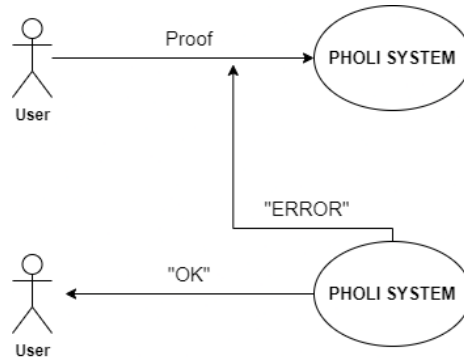 Proof
PHOLI SYSTEM
User
"ERROR"
"OK"
PHOLI SYSTEM
User